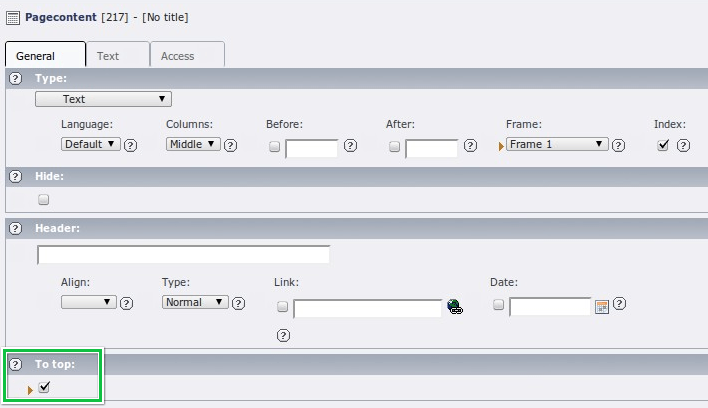 Pagecontent [217] - [No title]
General Text Access
? Type:
Text
Language: Columns: Before: After: Frame: Index:
Default ? Middle ? ? ? Frame 1 ? ?
? Hide:
? Header:
Align: Type: Link: Date:
? Normal ? ?
?
? To top: